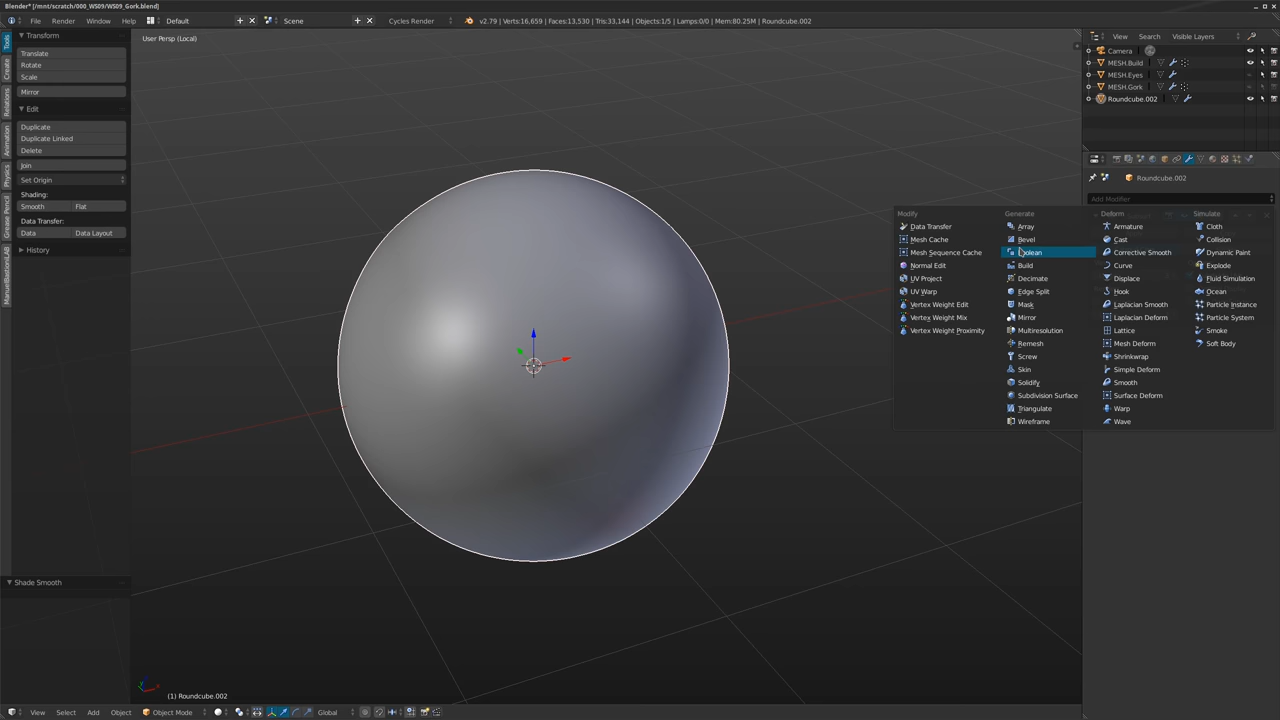 Blender* [/mnt/scratch/000_WS09/WS09_Gork.blend]
File Render Window Help Default Scene Cycles Render v2.79 | Verts:16,659 | Faces:13,530 | Tris:33,144 | Objects:1/5 | Lamps:0/0 | Mem:80.25M | Roundcube.002
Tools
Create
Relations
Animation
Physics
Grease Pencil
ManuelBastioniLAB
Transform
Translate
Rotate
Scale
Mirror
Edit
Duplicate
Duplicate Linked
Delete
Join
Set Origin
Shading:
Smooth Flat
Data Transfer:
Data Data Layout
History
Shade Smooth
User Persp (Local)
(1) Roundcube.002
View Search Visible Layers
Camera
MESH.Build
MESH.Eyes
MESH.Gork
Roundcube.002
Roundcube.002
Add Modifier
Modify
Data Transfer
Mesh Cache
Mesh Sequence Cache
Normal Edit
UV Project
UV Warp
Vertex Weight Edit
Vertex Weight Mix
Vertex Weight Proximity
Generate
Array
Bevel
Build
Decimate
Edge Split
Mask
Mirror
Multiresolution
Remesh
Screw
Skin
Solidify
Subdivision Surface
Triangulate
Wireframe
Deform
Armature
Cast
Corrective Smooth
Curve
Displace
Hook
Laplacian Smooth
Laplacian Deform
Lattice
Mesh Deform
Shrinkwrap
Simple Deform
Smooth
Surface Deform
Warp
Wave
Simulate
Cloth
Collision
Dynamic Paint
Explode
Fluid Simulation
Ocean
Particle Instance
Particle System
Smoke
Soft Body
View Select Add Object Object Mode Global